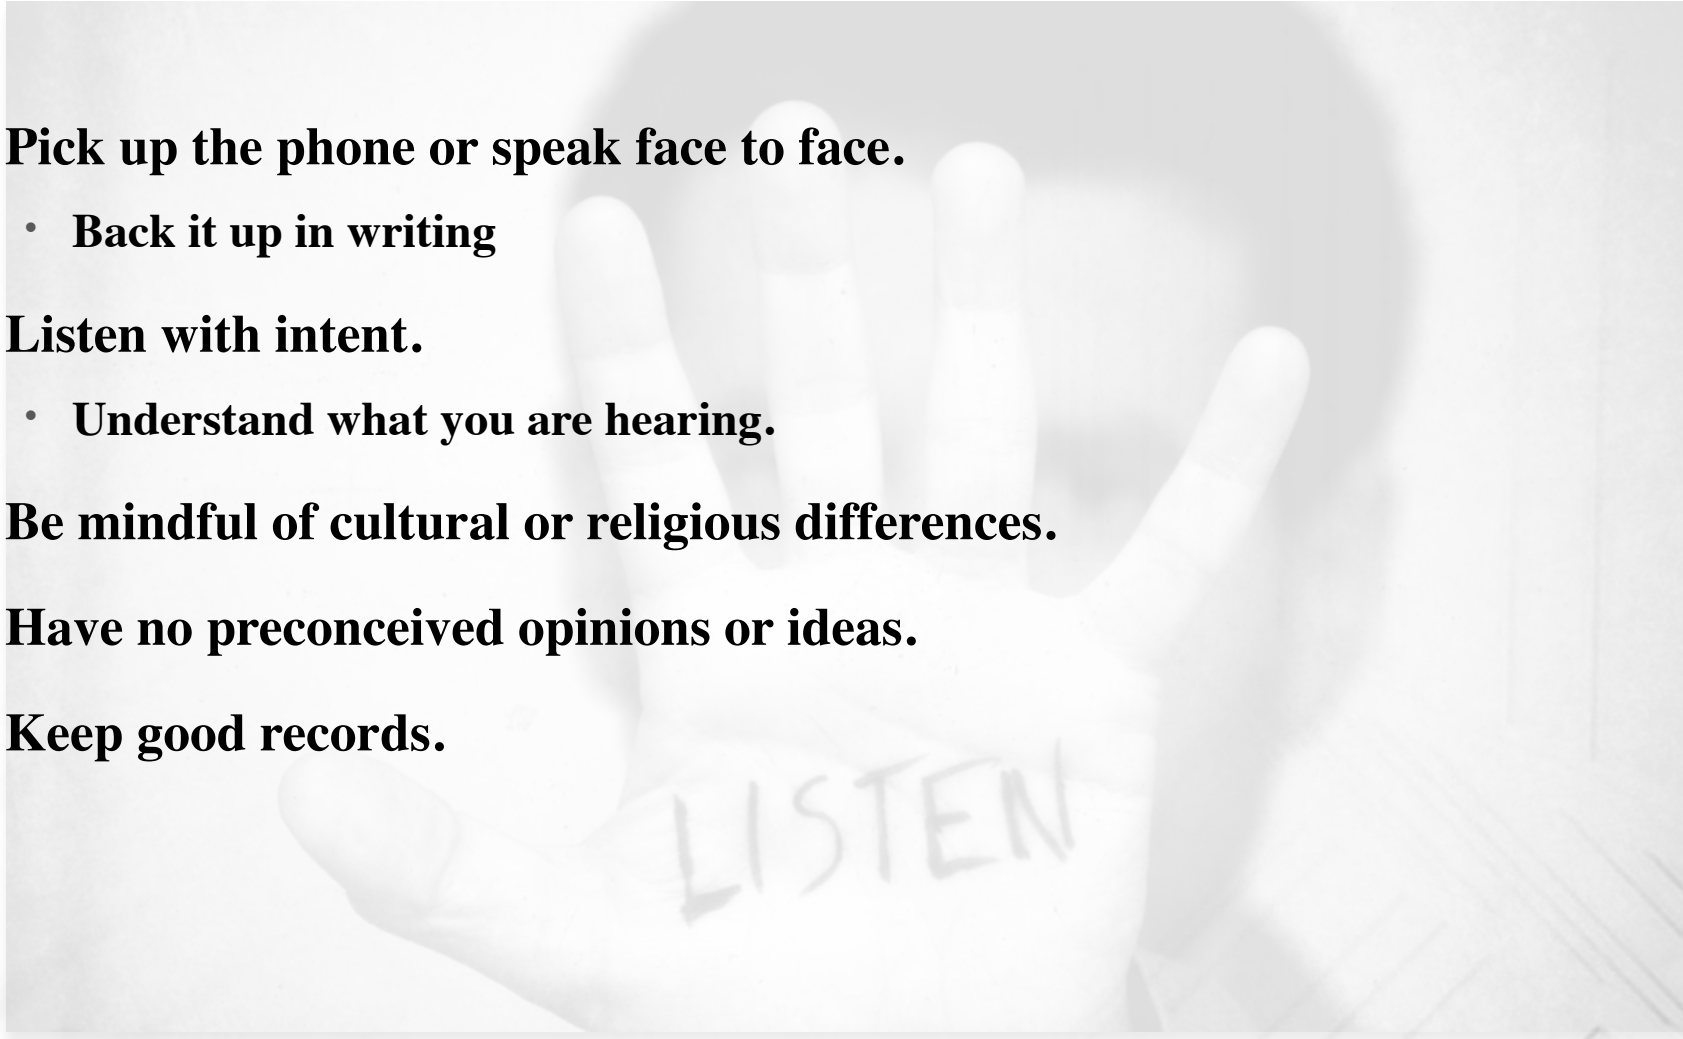 Pick up the phone or speak face to face.
• Back it up in writing
Listen with intent.
• Understand what you are hearing.
Be mindful of cultural or religious differences.
Have no preconceived opinions or ideas.
Keep good records.
LISTEN